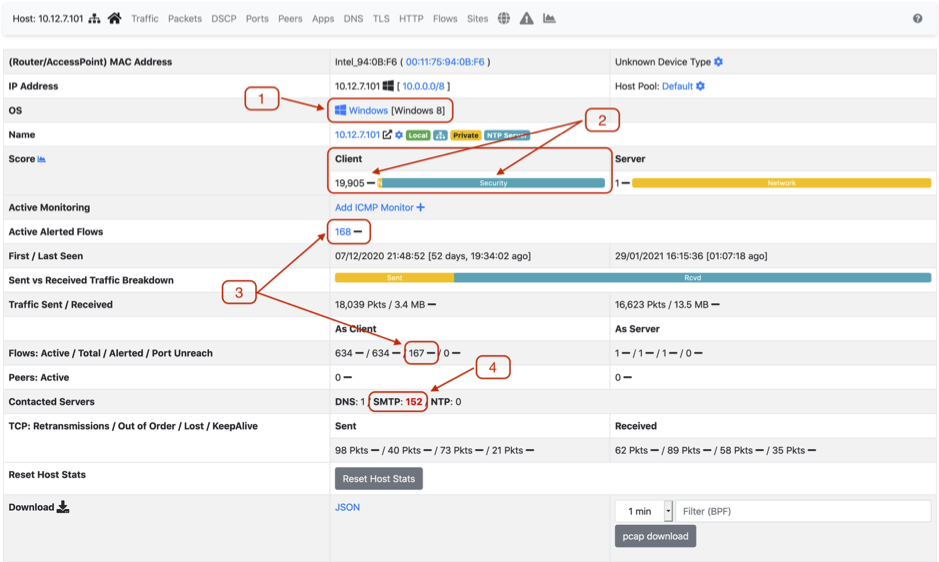 Host: 10.12.7.101 Traffic Packets DSCP Ports Peers Apps DNS TLS HTTP Flows Sites
(Router/AccessPoint) MAC Address Intel_94:0B:F6 ( 00:11:75:94:0B:F6 ) Unknown Device Type
IP Address 10.12.7.101 [ 10.0.0.0/8 ] Host Pool: Default
1
OS Windows [Windows 8]
2
Name 10.12.7.101 Local Private NTP Server
Score Client Server
19,905 Security 1 Network
Active Monitoring Add ICMP Monitor +
Active Alerted Flows 168
First / Last Seen 07/12/2020 21:48:52 [52 days, 19:34:02 ago] 29/01/2021 16:15:36 [01:07:18 ago]
Sent vs Received Traffic Breakdown Sent Rcvd
3
Traffic Sent / Received 18,039 Pkts / 3.4 MB 16,623 Pkts / 13.5 MB
As Client As Server
Flows: Active / Total / Alerted / Port Unreach 634 / 634 / 167 / 0 1 / 1 / 1 / 0
4
Peers: Active 0 0
Contacted Servers DNS: 1 / SMTP: 152 / NTP: 0
TCP: Retransmissions / Out of Order / Lost / KeepAlive Sent Received
98 Pkts / 40 Pkts / 73 Pkts / 21 Pkts 62 Pkts / 89 Pkts / 58 Pkts / 35 Pkts
Reset Host Stats Reset Host Stats
Download JSON 1 min Filter (BPF)
pcap download